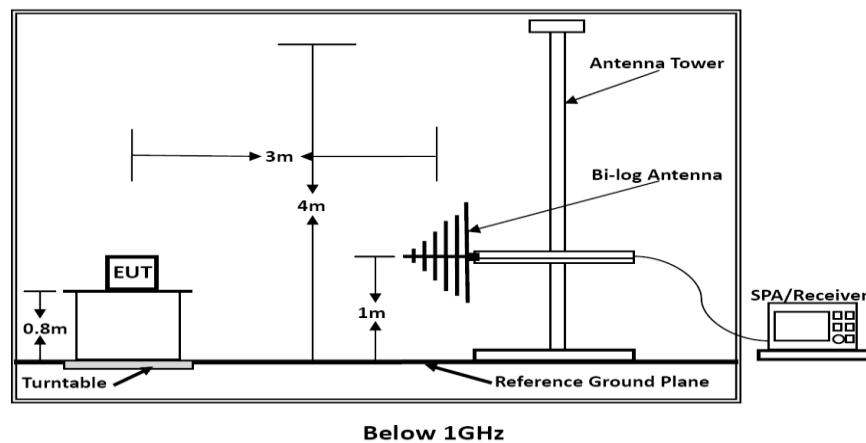 Antenna Tower
3m
Bi-log Antenna
4m
EUT
SPA/Receiver
0.8m
1m
Turntable
Reference Ground Plane
Below 1GHz